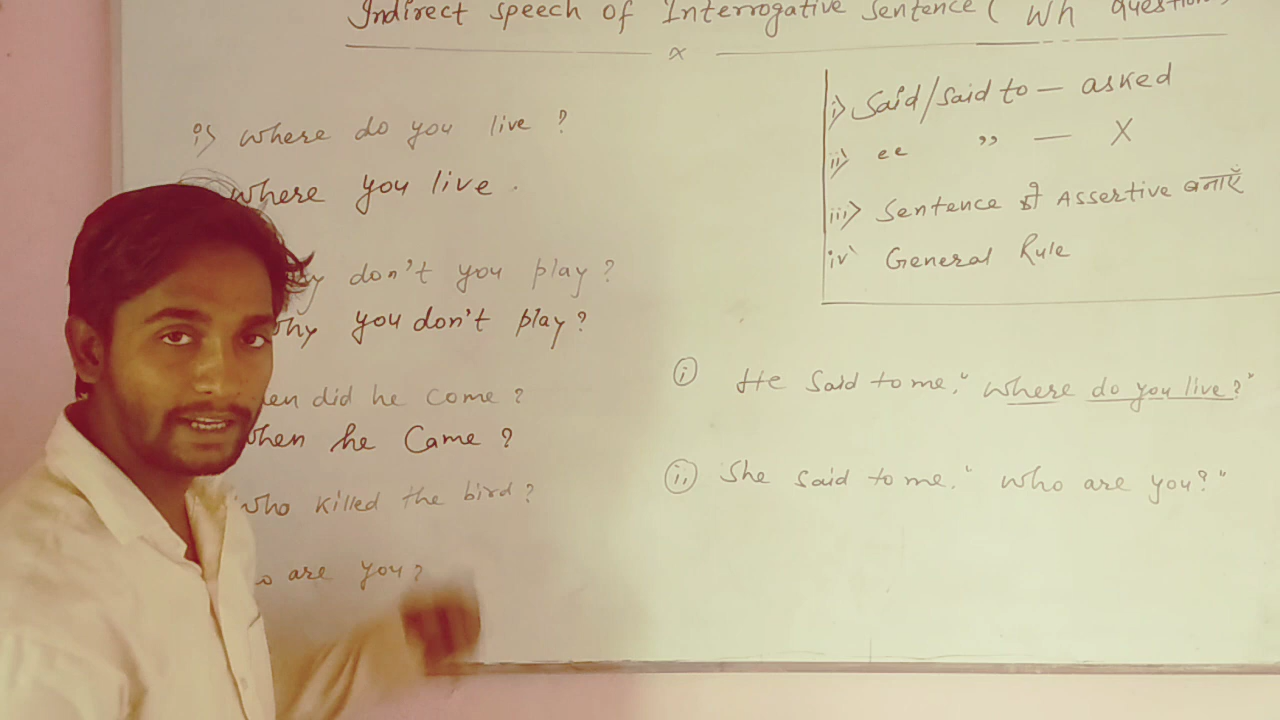 Indirect speech of Interrogative Sentence ( Wh Question
x
i) where do you live ?
where you live .
don't you play ?
why you don't play ?
did he come ?
when he Came ?
who killed the bird ?
are you ?
i) Said/said to — asked
ii) " " — X
iii) Sentence को Assertive बनाएँ
iv) General Rule
i He said to me, "where do you live?"
ii. She said to me. "who are you?"